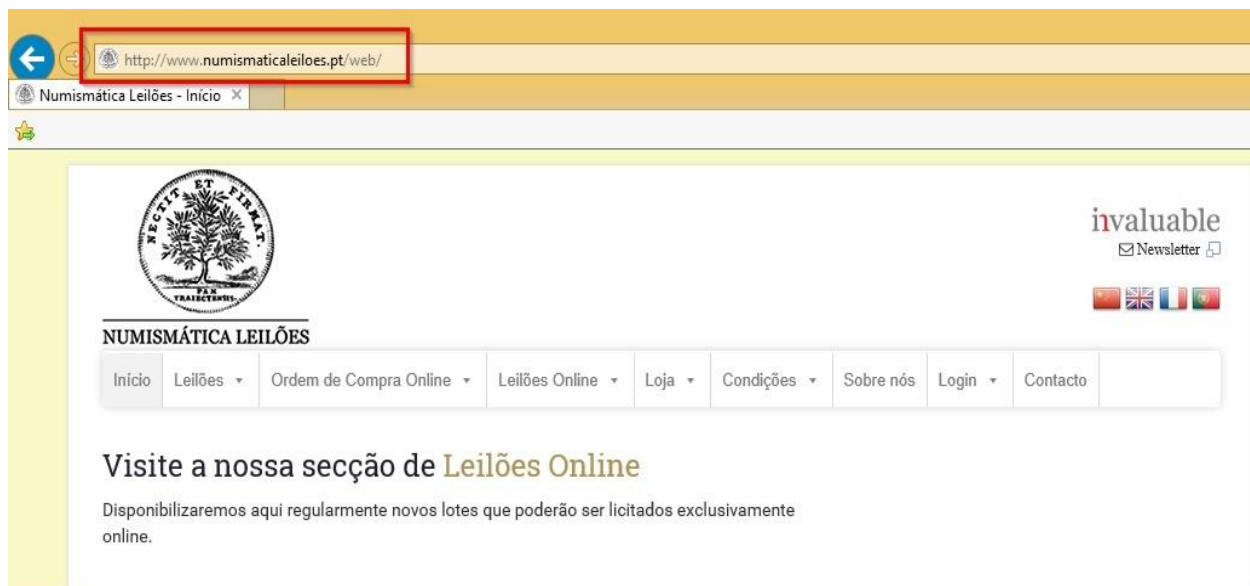 http://www.numismaticaleiloes.pt/web/
Numismática Leilões - Início
NECTIT ET FIRMAT.
PAX
TRAIECTENSIS
invaluable
Newsletter
NUMISMÁTICA LEILÕES
Início Leilões Ordem de Compra Online Leilões Online Loja Condições Sobre nós Login Contacto
Visite a nossa secção de Leilões Online
Disponibilizaremos aqui regularmente novos lotes que poderão ser licitados exclusivamente
online.